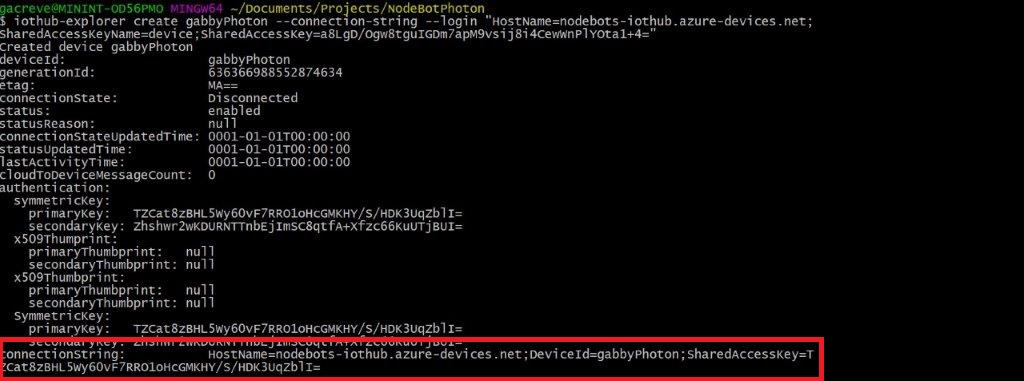 gacreve@MININT-OD56PMO MINGW64 ~/Documents/Projects/NodeBotPhoton
$ iothub-explorer create gabbyPhoton --connection-string --login "HostName=nodebots-iothub.azure-devices.net;
SharedAccessKeyName=device;SharedAccessKey=a8LgD/Ogw8tguIGDm7apM9vsij8i4CewWnPlYOta1+4="
Created device gabbyPhoton
deviceId: gabbyPhoton
generationId: 636366988552874634
etag: MA==
connectionState: Disconnected
status: enabled
statusReason: null
connectionStateUpdatedTime: 0001-01-01T00:00:00
statusUpdatedTime: 0001-01-01T00:00:00
lastActivityTime: 0001-01-01T00:00:00
cloudToDeviceMessageCount: 0
authentication:
symmetricKey:
primaryKey: TZCat8zBHL5Wy6OvF7RRO1oHcGMKHY/S/HDK3UqZblI=
secondaryKey: Zhshwr2wKDURNTTnbEjImSC8qtfA+Xfzc66KuUTjBUI=
x509Thumprint:
primaryThumbprint: null
secondaryThumbprint: null
x509Thumbprint:
primaryThumbprint: null
secondaryThumbprint: null
SymmetricKey:
primaryKey: TZCat8zBHL5Wy6OvF7RRO1oHcGMKHY/S/HDK3UqZblI=
secondaryKey: Zhshwr2wKDURNTTnbEjImSC8qtfA+Xfzc66KuUTjBUI=
connectionString: HostName=nodebots-iothub.azure-devices.net;DeviceId=gabbyPhoton;SharedAccessKey=T
ZCat8zBHL5Wy6OvF7RRO1oHcGMKHY/S/HDK3UqZblI=